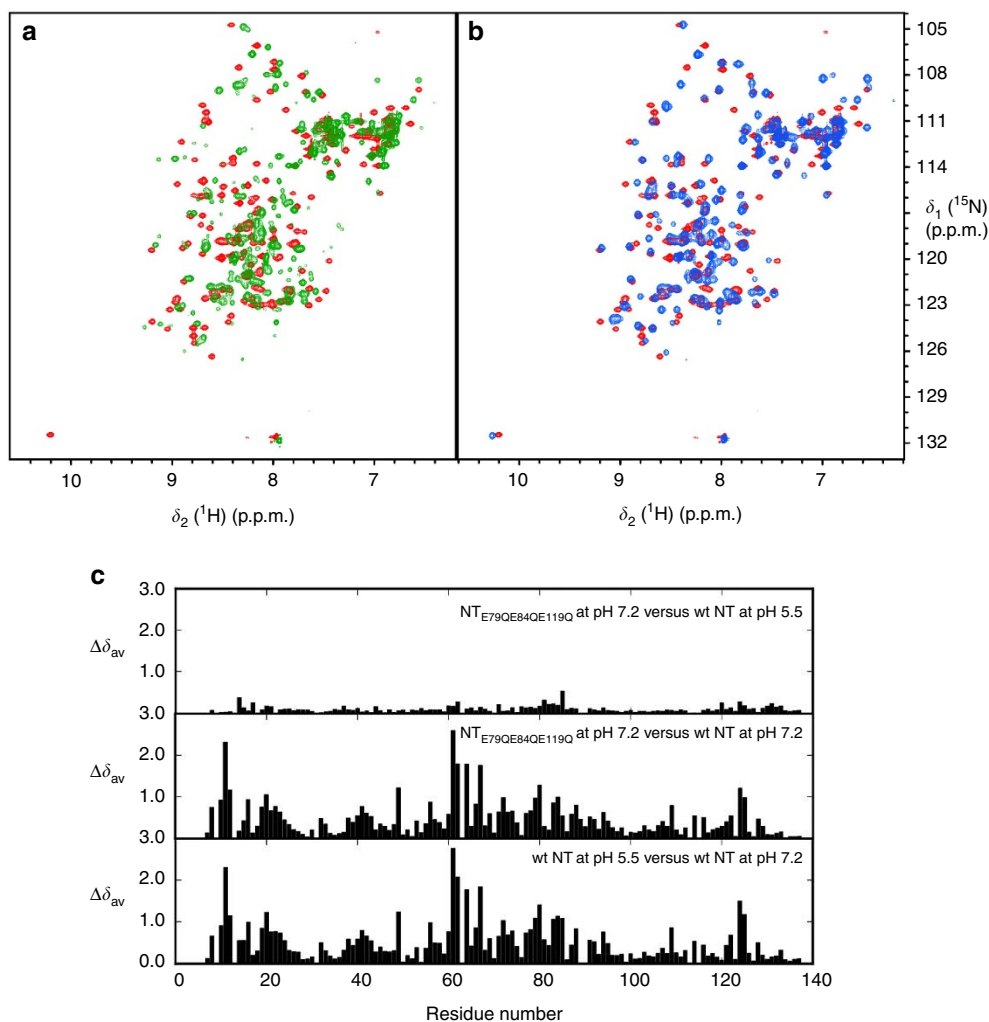 a
b
105
108
111
114
δ1 (15N)
(p.p.m.)
120
123
126
129
132
10 9 8 7
10 9 8 7
δ2 (1H) (p.p.m.)
δ2 (1H) (p.p.m.)
c
3.0
NTE79QE84QE119Q at pH 7.2 versus wt NT at pH 5.5
2.0
Δδav
1.0
3.0
NTE79QE84QE119Q at pH 7.2 versus wt NT at pH 7.2
2.0
Δδav
1.0
3.0
wt NT at pH 5.5 versus wt NT at pH 7.2
2.0
Δδav
1.0
0.0
0 20 40 60 80 100 120 140
Residue number